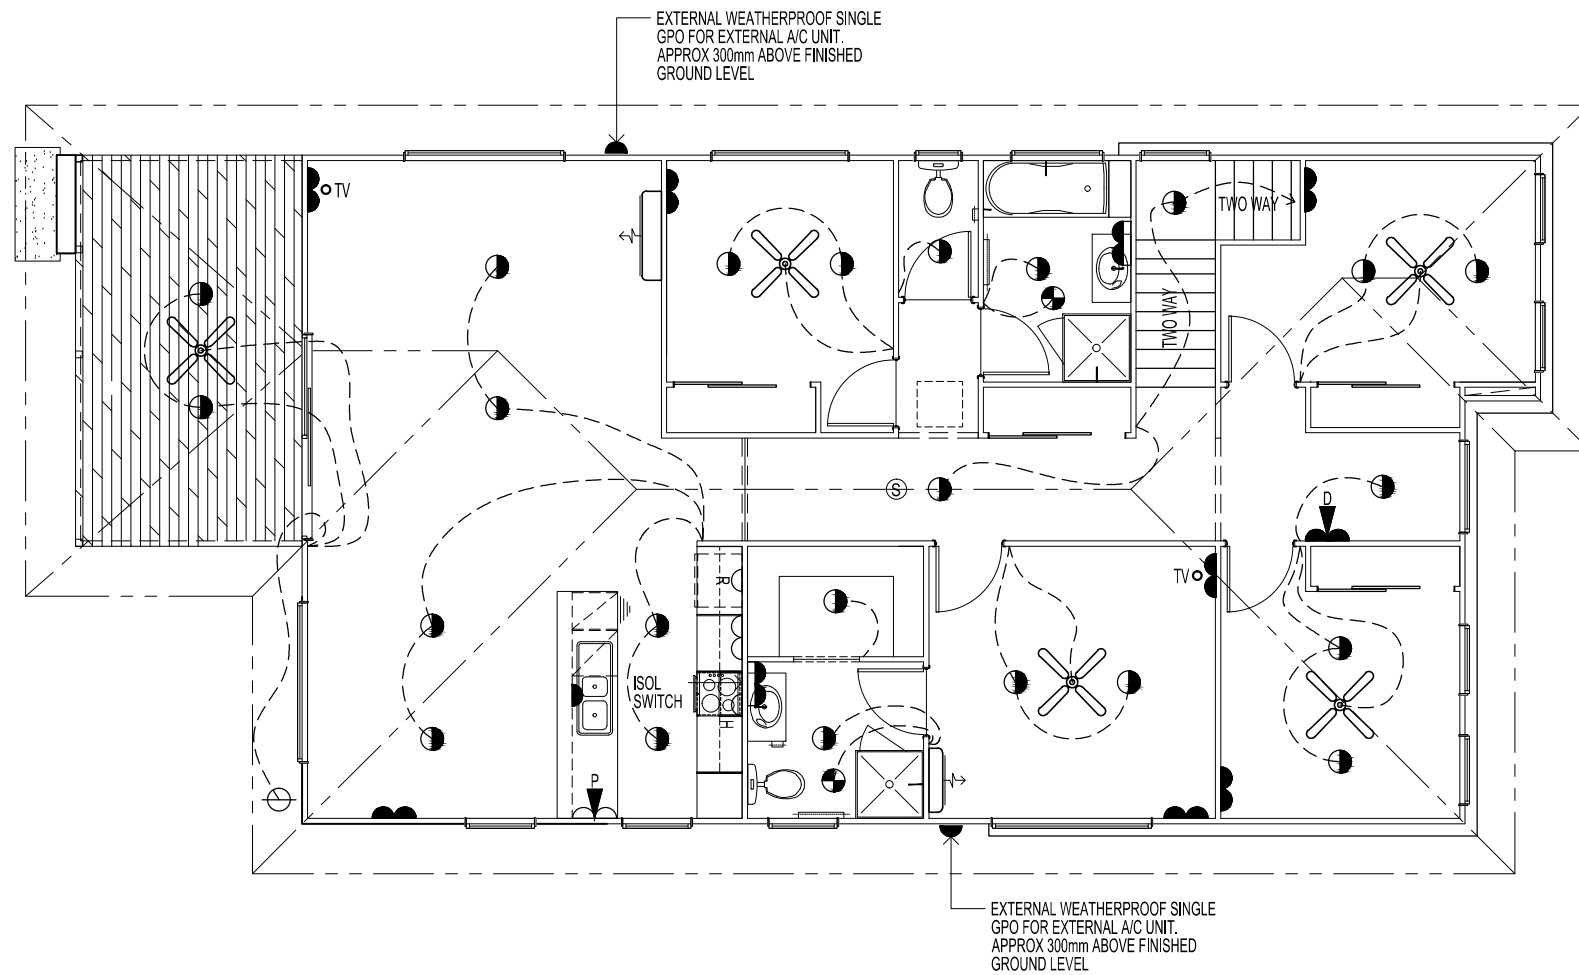 EXTERNAL WEATHERPROOF SINGLE
GPO FOR EXTERNAL A/C UNIT.
APPROX 300mm ABOVE FINISHED
GROUND LEVEL
TV
TWO WAY
TWO WAY
S
D
TV
R
ISOL
SWITCH
H
P
EXTERNAL WEATHERPROOF SINGLE
GPO FOR EXTERNAL A/C UNIT.
APPROX 300mm ABOVE FINISHED
GROUND LEVEL